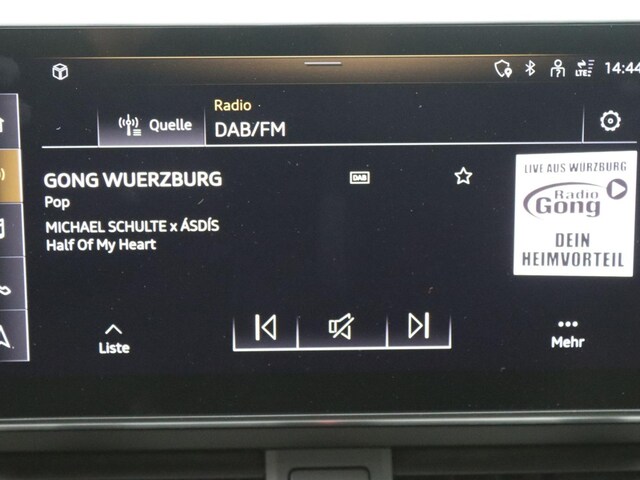 14:44
LTE
Radio
Quelle
DAB/FM
GONG WUERZBURG
DAB
Pop
MICHAEL SCHULTE x ÁSDÍS
Half Of My Heart
LIVE AUS WÜRZBURG
Radio
Gong
DEIN
HEIMVORTEIL
Liste
Mehr